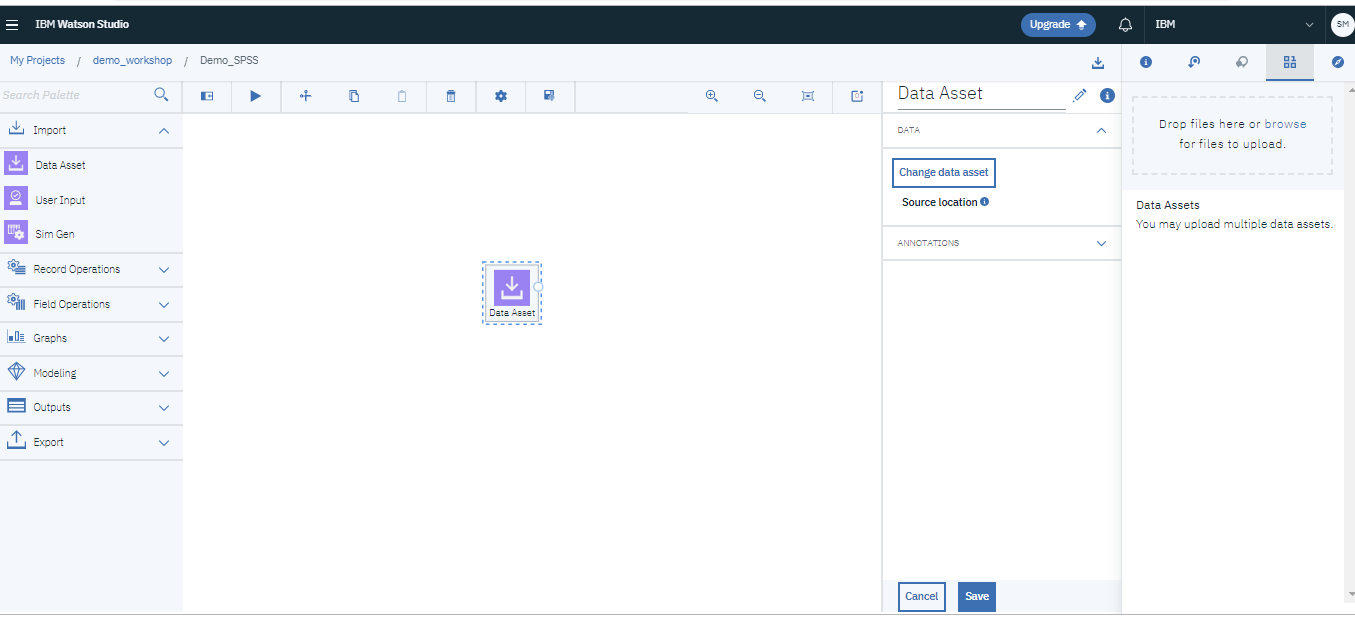 IBM Watson Studio
Upgrade
IBM
SM
My Projects / demo_workshop / Demo_SPSS
Search Palette
Import
Data Asset
User Input
Sim Gen
Record Operations
Field Operations
Graphs
Modeling
Outputs
Export
Data Asset
Data Asset
DATA
Change data asset
Source location
ANNOTATIONS
Cancel
Save
Drop files here or browse
for files to upload.
Data Assets
You may upload multiple data assets.